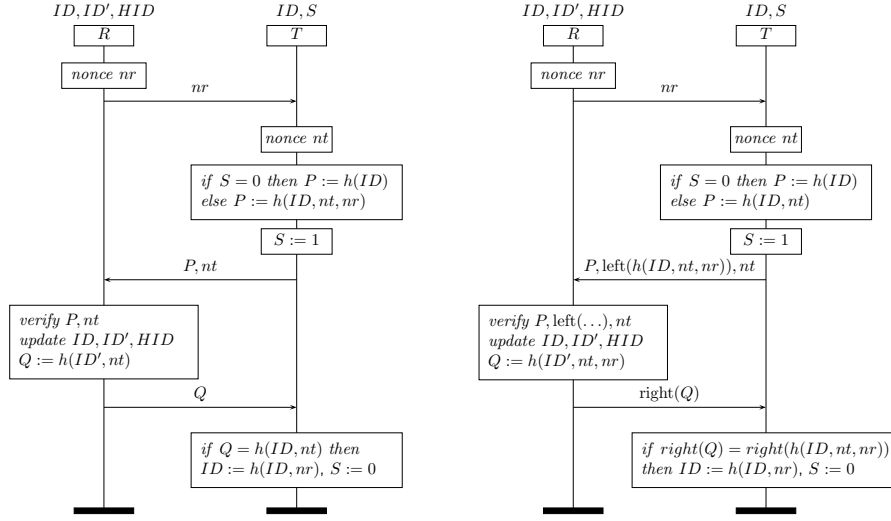 ID, ID′, HID
ID, S
R
T
nonce nr
nr
nonce nt
if S = 0 then P := h(ID)
else P := h(ID, nt, nr)
S := 1
P, nt
verify P, nt
update ID, ID′, HID
Q := h(ID′, nt)
Q
if Q = h(ID, nt) then
ID := h(ID, nr), S := 0
ID, ID′, HID
ID, S
R
T
nonce nr
nr
nonce nt
if S = 0 then P := h(ID)
else P := h(ID, nt)
S := 1
P, left(h(ID, nt, nr)), nt
verify P, left(...), nt
update ID, ID′, HID
Q := h(ID′, nt, nr)
right(Q)
if right(Q) = right(h(ID, nt, nr))
then ID := h(ID, nr), S := 0